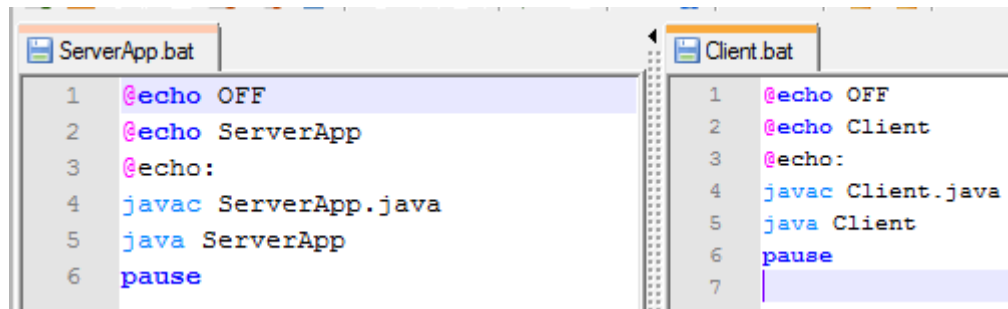 ServerApp.bat
1 @echo OFF
2 @echo ServerApp
3 @echo:
4 javac ServerApp.java
5 java ServerApp
6 pause
Client.bat
1 @echo OFF
2 @echo Client
3 @echo:
4 javac Client.java
5 java Client
6 pause
7